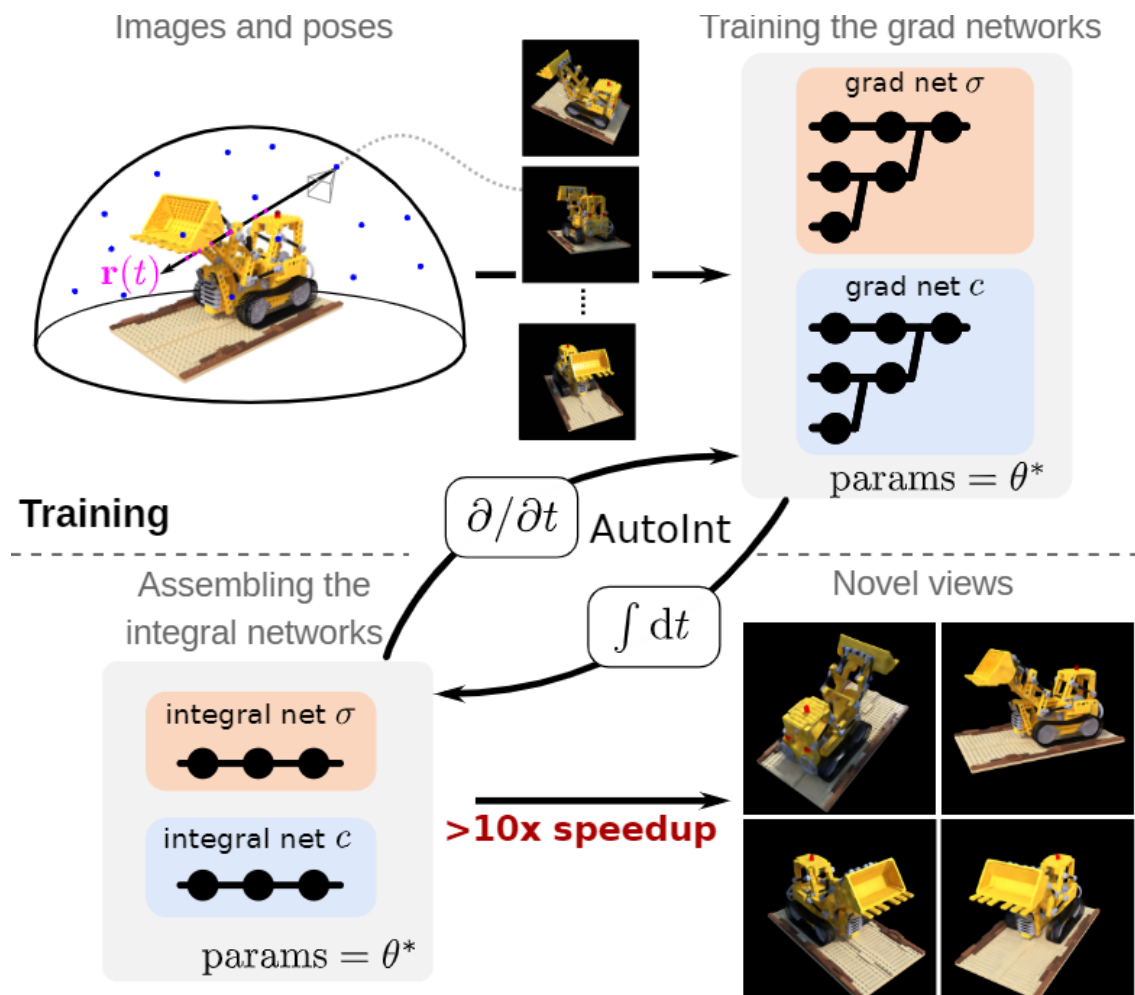 Images and poses
Training the grad networks
grad net σ
r(t)
grad net c
params = θ*
Training
∂/∂t
AutoInt
∫ dt
Assembling the
integral networks
Novel views
integral net σ
integral net c
>10x speedup
params = θ*